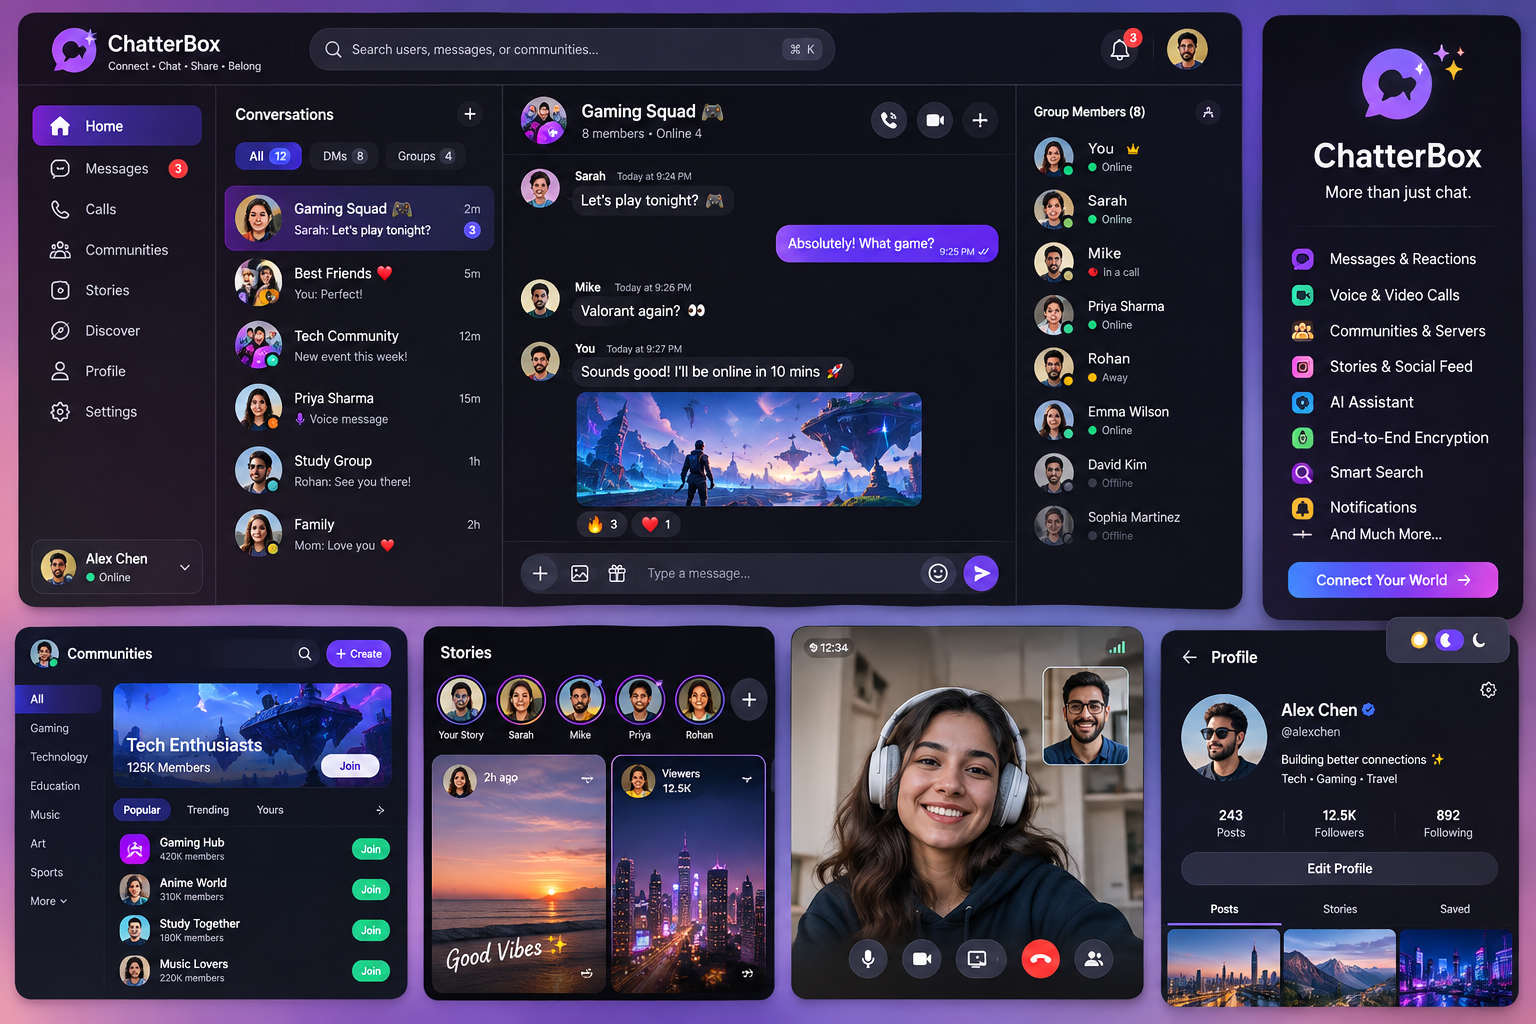 ChatterBox
Connect • Chat • Share • Belong
Search users, messages, or communities...
⌘ K
3
Home
Messages
3
Calls
Communities
Stories
Discover
Profile
Settings
Alex Chen
Online
Conversations
All 12
DMs 8
Groups 4
Gaming Squad 🎮
2m
Sarah: Let's play tonight?
3
Best Friends ❤️
5m
You: Perfect!
Tech Community
12m
New event this week!
Priya Sharma
15m
Voice message
Study Group
1h
Rohan: See you there!
Family
2h
Mom: Love you ❤️
Gaming Squad 🎮
8 members • Online 4
Sarah Today at 9:24 PM
Let's play tonight? 🎮
Absolutely! What game?
9:25 PM
Mike Today at 9:26 PM
Valorant again? 👀
You Today at 9:27 PM
Sounds good! I'll be online in 10 mins 🚀
🔥 3
❤️ 1
Type a message...
Group Members (8)
You 👑
Online
Sarah
Online
Mike
In a call
Priya Sharma
Online
Rohan
Away
Emma Wilson
Online
David Kim
Offline
Sophia Martinez
Offline
ChatterBox
More than just chat.
Messages & Reactions
Voice & Video Calls
Communities & Servers
Stories & Social Feed
AI Assistant
End-to-End Encryption
Smart Search
Notifications
And Much More...
Connect Your World →
Communities
+ Create
All
Gaming
Technology
Education
Music
Art
Sports
More
Tech Enthusiasts
125K Members
Join
Popular
Trending
Yours
Gaming Hub
420K members
Join
Anime World
310K members
Join
Study Together
180K members
Join
Music Lovers
220K members
Join
Stories
Your Story
Sarah
Mike
Priya
Rohan
2h ago
Good Vibes ✨
Viewers
12.5K
12:34
Profile
Alex Chen
@alexchen
Building better connections ✨
Tech • Gaming • Travel
243
Posts
12.5K
Followers
892
Following
Edit Profile
Posts
Stories
Saved